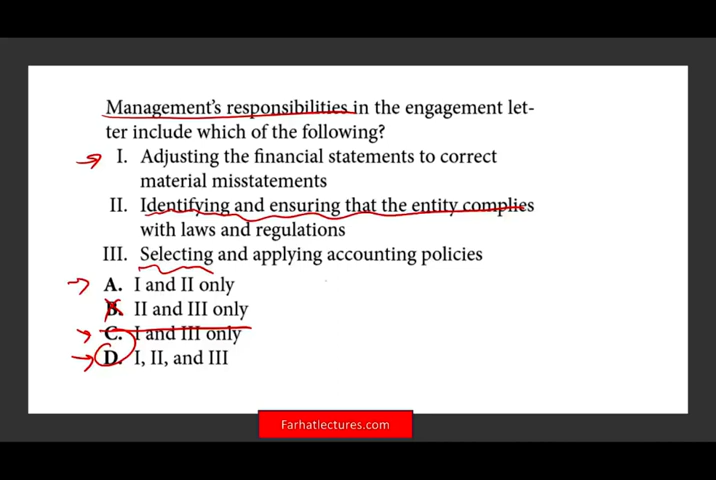 Management's responsibilities in the engagement let-
ter include which of the following?
I. Adjusting the financial statements to correct
material misstatements
II. Identifying and ensuring that the entity complies
with laws and regulations
III. Selecting and applying accounting policies
A. I and II only
B. II and III only
C. I and III only
D. I, II, and III
Farhatlectures.com